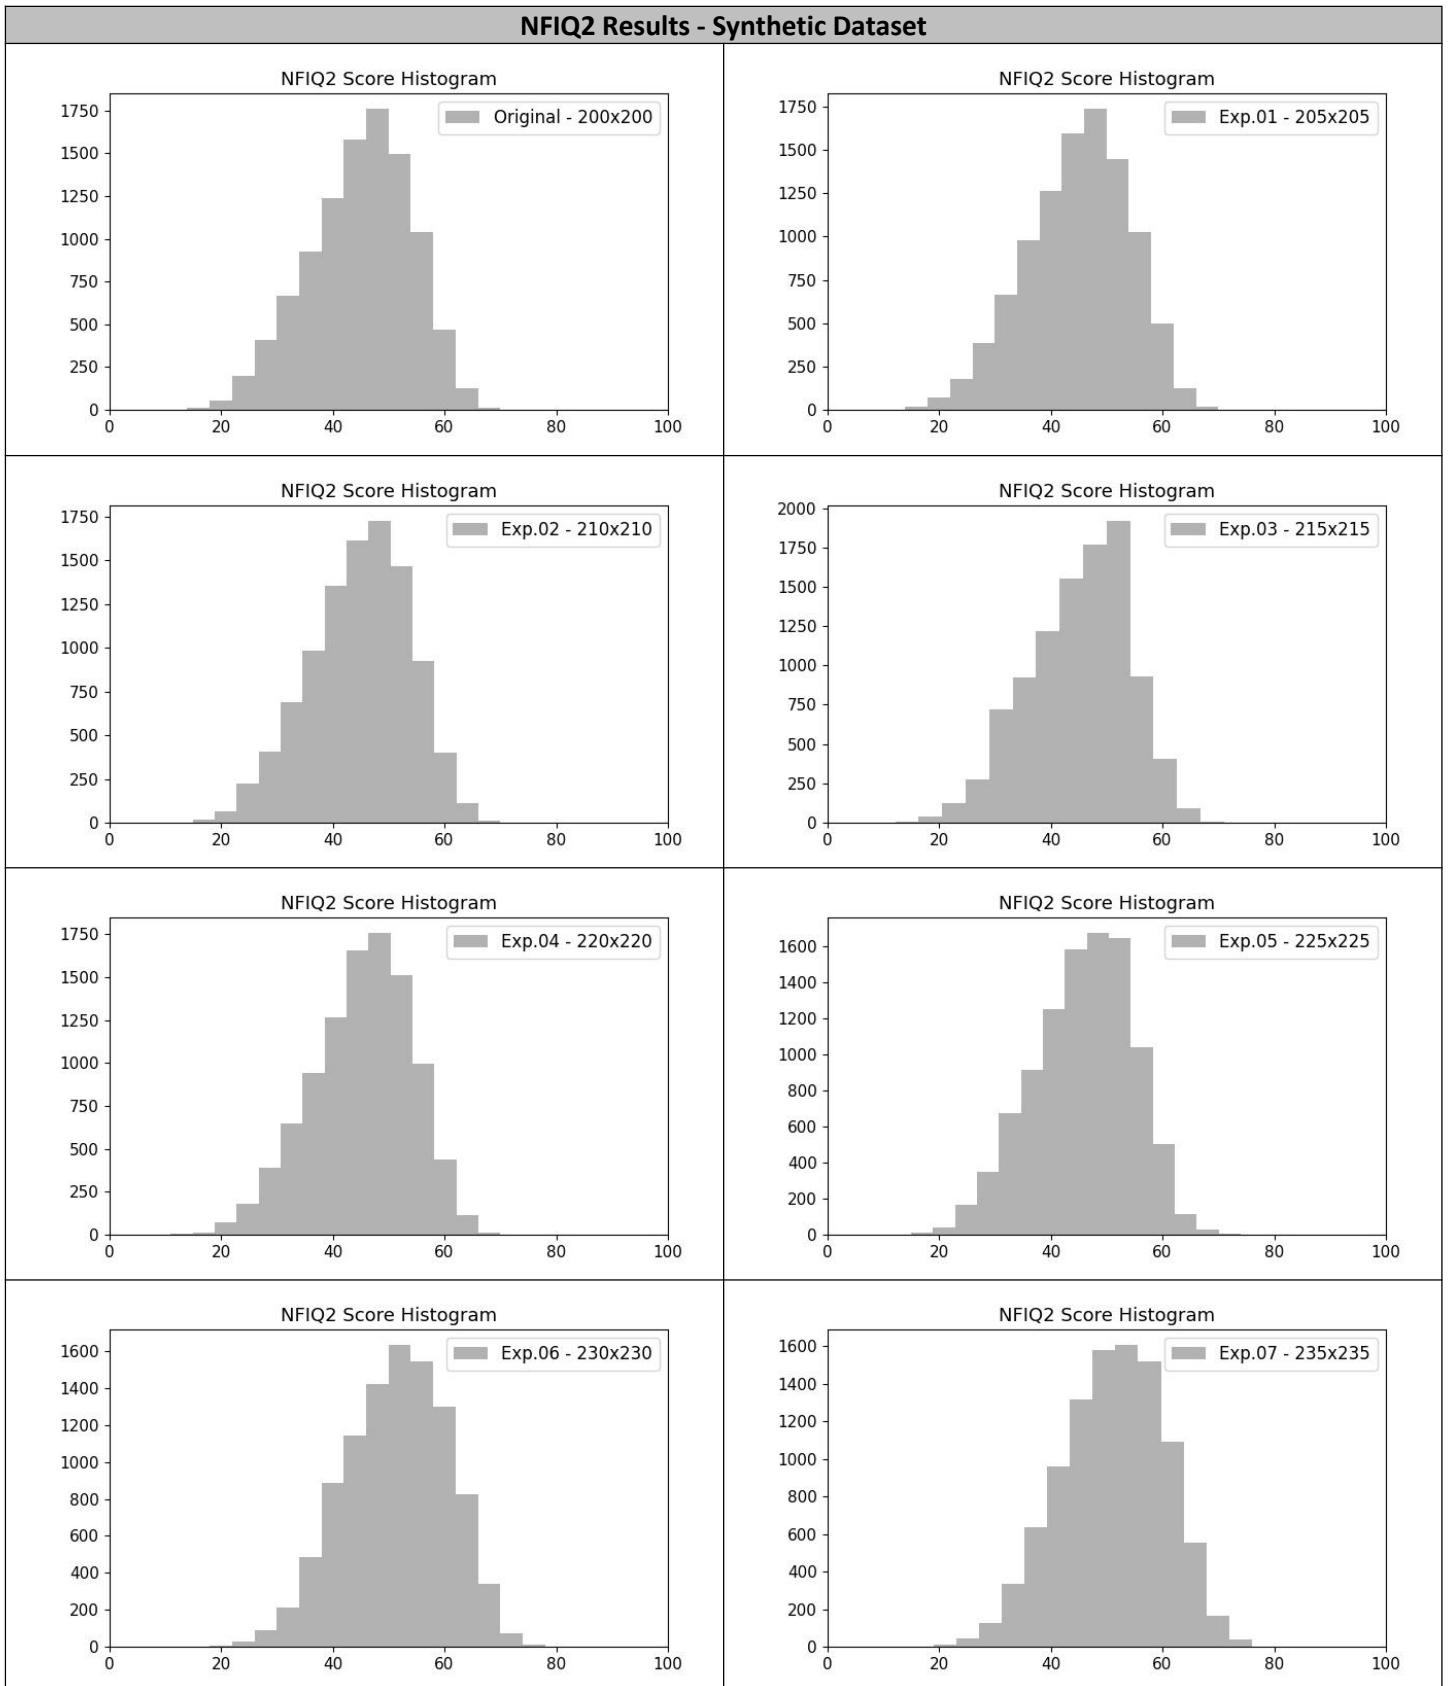 NFIQ2 Results - Synthetic Dataset
NFIQ2 Score Histogram
Original - 200x200
1750
1500
1250
1000
750
500
250
0
0 20 40 60 80 100
NFIQ2 Score Histogram
Exp.01 - 205x205
1750
1500
1250
1000
750
500
250
0
0 20 40 60 80 100
NFIQ2 Score Histogram
Exp.02 - 210x210
1750
1500
1250
1000
750
500
250
0
0 20 40 60 80 100
NFIQ2 Score Histogram
Exp.03 - 215x215
2000
1750
1500
1250
1000
750
500
250
0
0 20 40 60 80 100
NFIQ2 Score Histogram
Exp.04 - 220x220
1750
1500
1250
1000
750
500
250
0
0 20 40 60 80 100
NFIQ2 Score Histogram
Exp.05 - 225x225
1600
1400
1200
1000
800
600
400
200
0
0 20 40 60 80 100
NFIQ2 Score Histogram
Exp.06 - 230x230
1600
1400
1200
1000
800
600
400
200
0
0 20 40 60 80 100
NFIQ2 Score Histogram
Exp.07 - 235x235
1600
1400
1200
1000
800
600
400
200
0
0 20 40 60 80 100